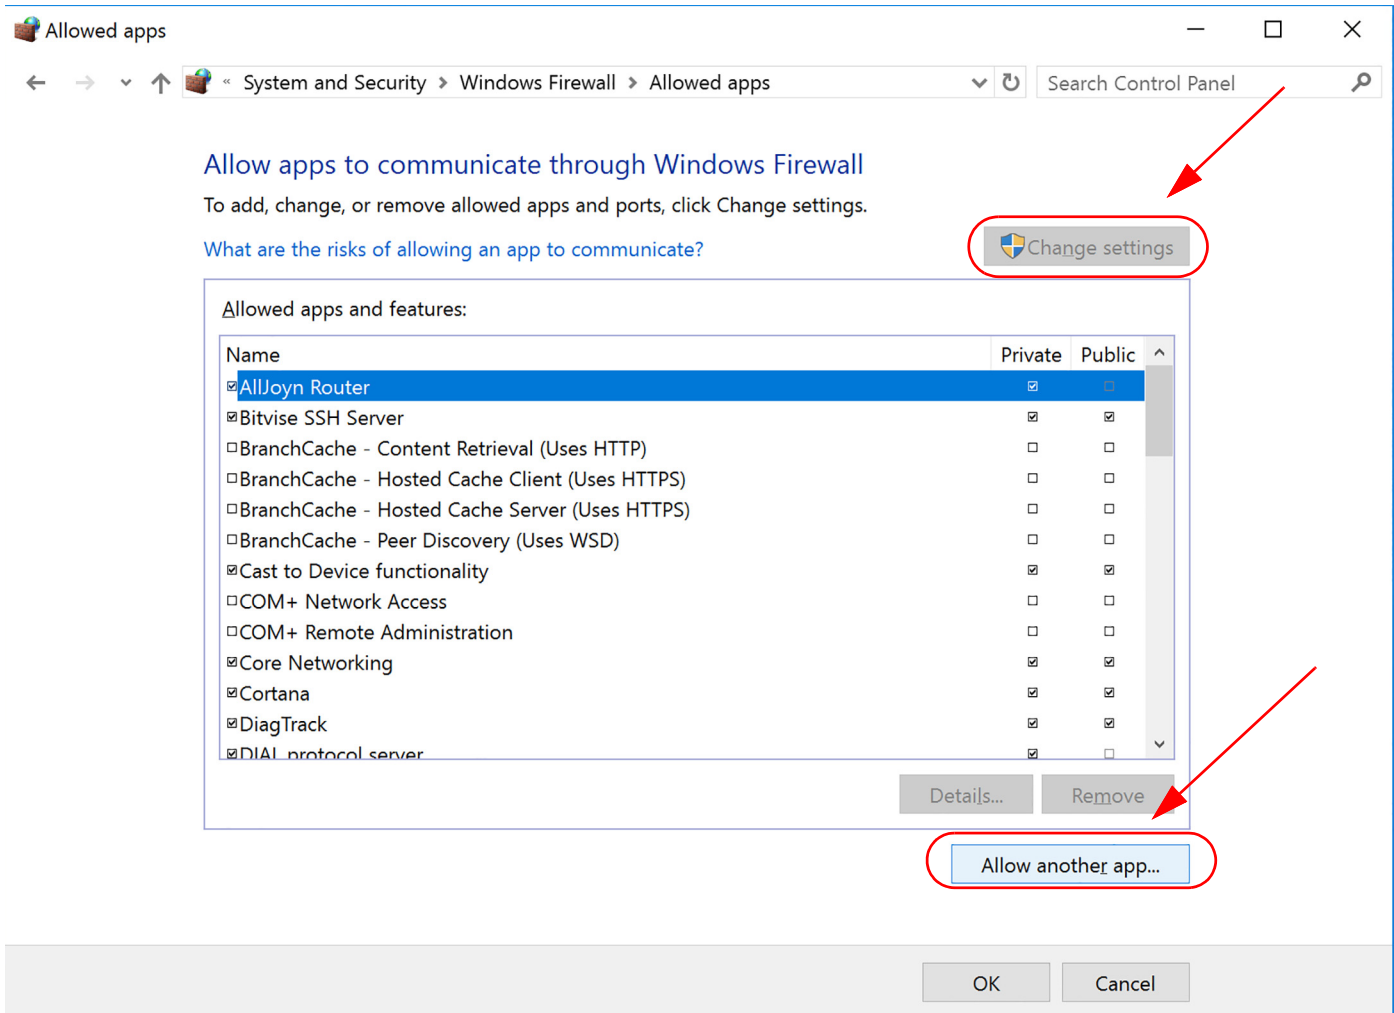 Allowed apps
« System and Security > Windows Firewall > Allowed apps
Search Control Panel
Allow apps to communicate through Windows Firewall
To add, change, or remove allowed apps and ports, click Change settings.
What are the risks of allowing an app to communicate?
Change settings
Allowed apps and features:
Name Private Public
AllJoyn Router
Bitvise SSH Server
BranchCache - Content Retrieval (Uses HTTP)
BranchCache - Hosted Cache Client (Uses HTTPS)
BranchCache - Hosted Cache Server (Uses HTTPS)
BranchCache - Peer Discovery (Uses WSD)
Cast to Device functionality
COM+ Network Access
COM+ Remote Administration
Core Networking
Cortana
DiagTrack
DIAL protocol server
Details... Remove
Allow another app...
OK Cancel